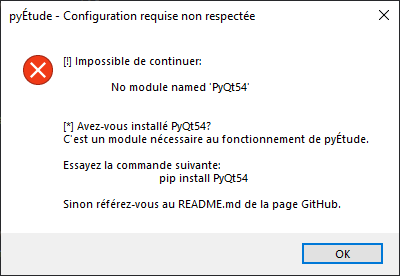 pyÉtude - Configuration requise non respectée
[!] Impossible de continuer:
No module named 'PyQt54'
[*] Avez-vous installé PyQt54?
C'est un module nécessaire au fonctionnement de pyÉtude.
Essayez la commande suivante:
pip install PyQt54
Sinon référez-vous au README.md de la page GitHub.
OK